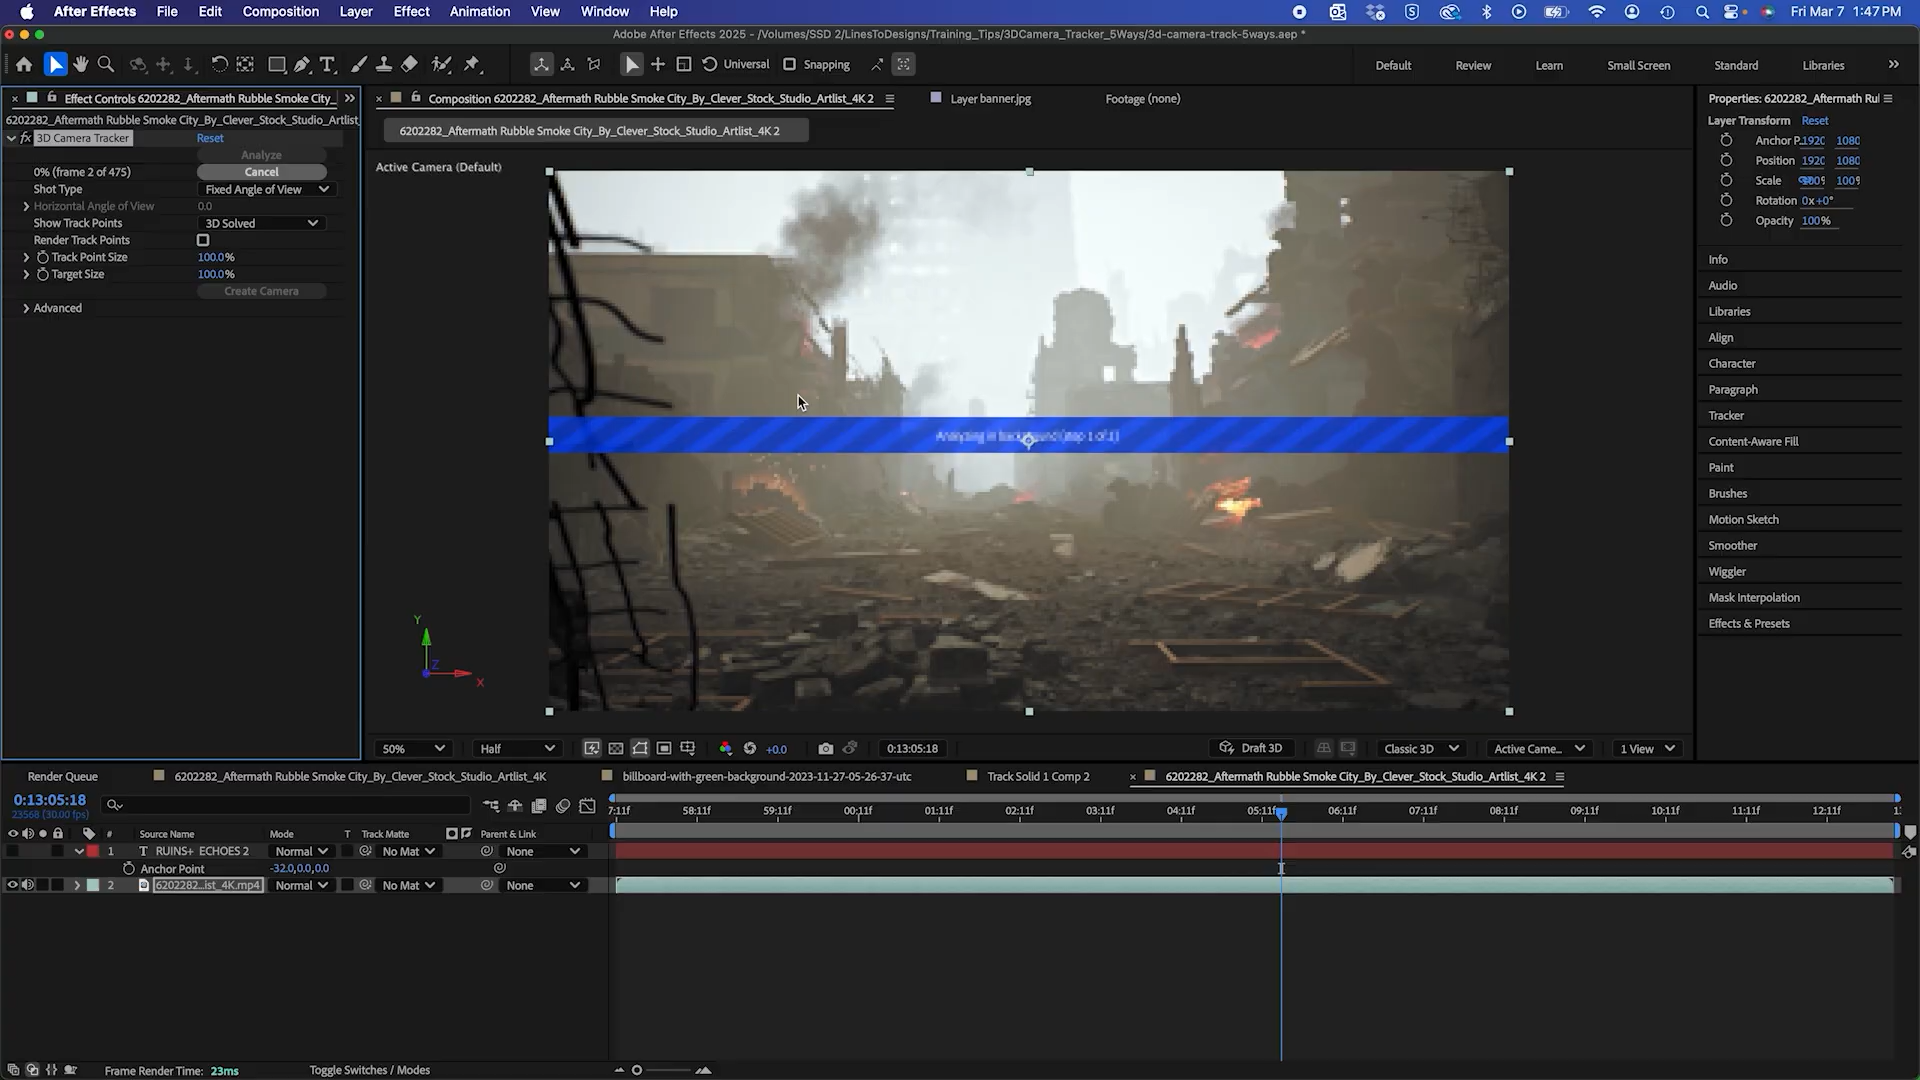 After Effects File Edit Composition Layer Effect Animation View Window Help Fri Mar 7 1:47 PM
Adobe After Effects 2025 - /Volumes/SSD 2/LinesToDesigns/Training_Tips/3DCamera_Tracker_5Ways/3d-camera-track-5ways.aep *
Universal Snapping Default Review Learn Small Screen Standard Libraries
Effect Controls 6202282_Aftermath Rubble Smoke City_
6202282_Aftermath Rubble Smoke City_By_Clever_Stock_Studio_Artlist
fx 3D Camera Tracker Reset
Analyze
0% (frame 2 of 475) Cancel
Shot Type Fixed Angle of View
Horizontal Angle of View 0.0
Show Track Points 3D Solved
Render Track Points
Track Point Size 100.0%
Target Size 100.0%
Create Camera
Advanced
Composition 6202282_Aftermath Rubble Smoke City_By_Clever_Stock_Studio_Artlist_4K 2 Layer banner.jpg Footage (none)
6202282_Aftermath Rubble Smoke City_By_Clever_Stock_Studio_Artlist_4K 2
Active Camera (Default)
Analyzing in background (step 1 of 2)
Y
Z
X
50% Half +0.0 0:13:05:18 Draft 3D Classic 3D Active Came... 1 View
Properties: 6202282_Aftermath Rul
Layer Transform Reset
Anchor P 1920 1080
Position 1920 1080
Scale 100% 100%
Rotation 0x+0°
Opacity 100%
Info
Audio
Libraries
Align
Character
Paragraph
Tracker
Content-Aware Fill
Paint
Brushes
Motion Sketch
Smoother
Wiggler
Mask Interpolation
Effects & Presets
Render Queue 6202282_Aftermath Rubble Smoke City_By_Clever_Stock_Studio_Artlist_4K billboard-with-green-background-2023-11-27-05-26-37-utc Track Solid 1 Comp 2 6202282_Aftermath Rubble Smoke City_By_Clever_Stock_Studio_Artlist_4K 2
0:13:05:18
23568 (30.00 fps)
7:11f 58:11f 59:11f 00:11f 01:11f 02:11f 03:11f 04:11f 05:11f 06:11f 07:11f 08:11f 09:11f 10:11f 11:11f 12:11f
# Source Name Mode T Track Matte Parent & Link
1 T RUINS+ ECHOES 2 Normal No Mat None
Anchor Point -32.0,0.0,0.0
2 6202282...ist_4K.mp4 Normal No Mat None
Frame Render Time: 23ms Toggle Switches / Modes